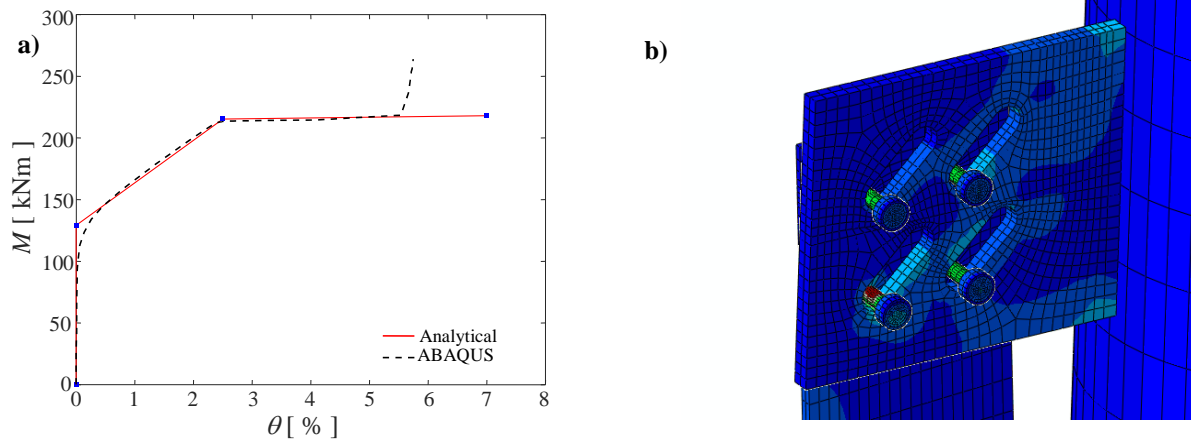 a)
300
250
200
150
100
50
0
M [ kNm ]
0 1 2 3 4 5 6 7 8
θ [ % ]
Analytical
ABAQUS
b)